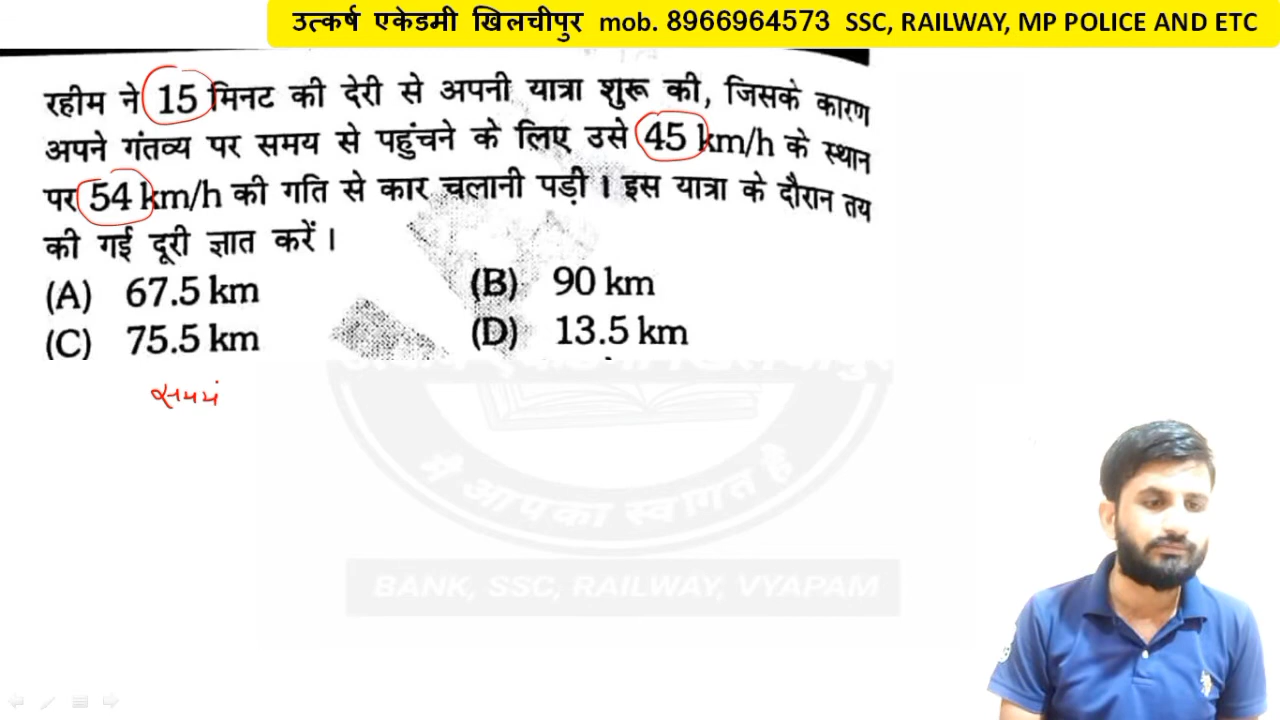 उत्कर्ष एकेडमी खिलचीपुर mob. 8966964573 SSC, RAILWAY, MP POLICE AND ETC
रहीम ने 15 मिनट की देरी से अपनी यात्रा शुरू की, जिसके कारण
अपने गंतव्य पर समय से पहुंचने के लिए उसे 45 km/h के स्थान
पर 54 km/h की गति से कार चलानी पड़ी । इस यात्रा के दौरान तय
की गई दूरी ज्ञात करें ।
(A) 67.5 km (B) 90 km
(C) 75.5 km (D) 13.5 km
मै आपका स्वागत है
BANK, SSC, RAILWAY, VYAPAM